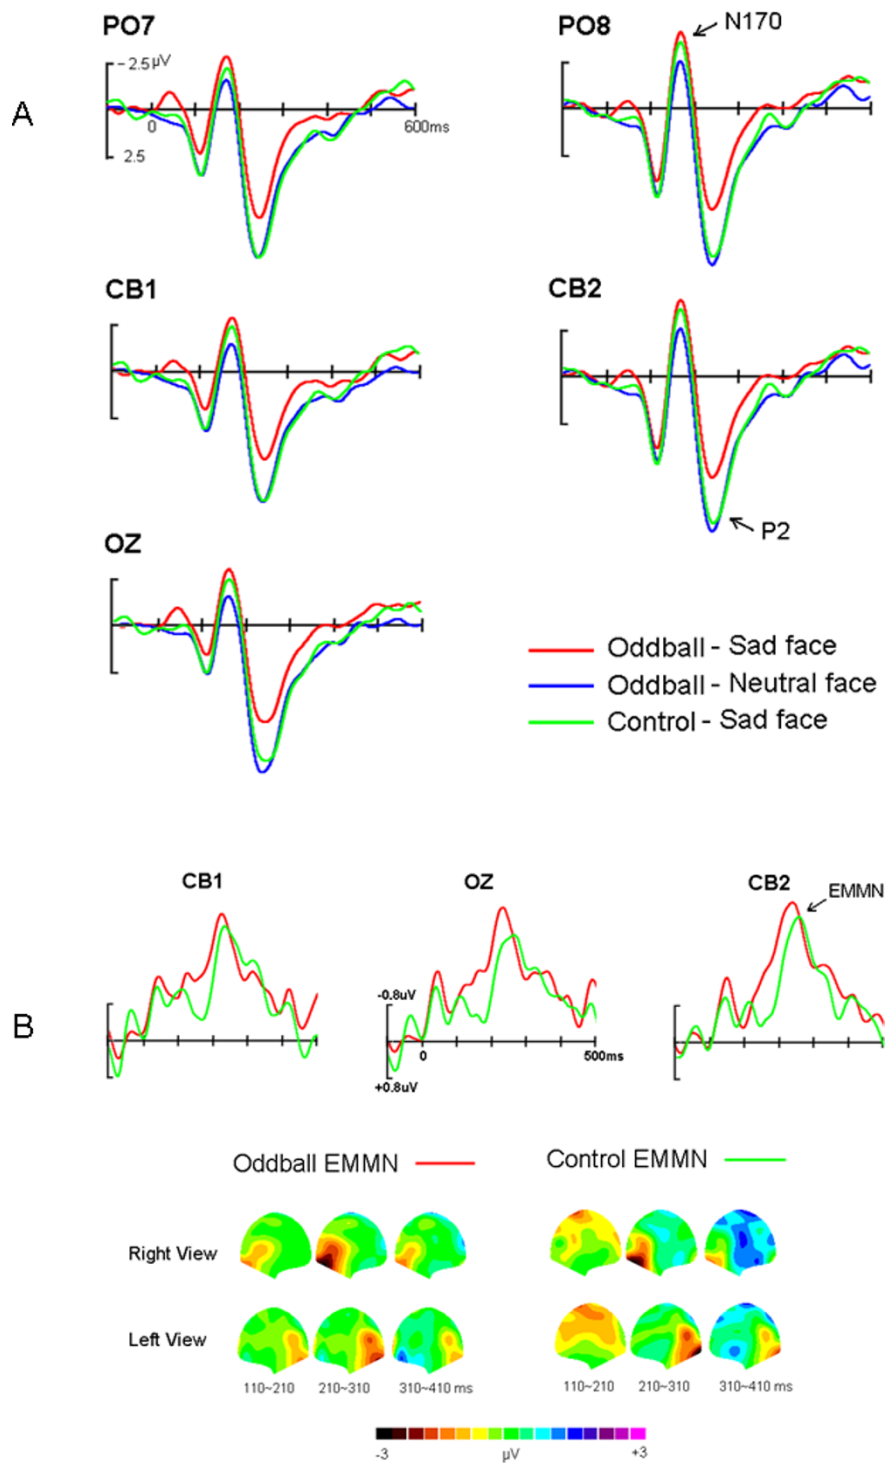 PO7
PO8
N170
A
-2.5µV
0
600ms
2.5
CB1
CB2
P2
OZ
Oddball - Sad face
Oddball - Neutral face
Control - Sad face
CB1
OZ
CB2
EMMN
B
-0.8uV
0
500ms
+0.8uV
Oddball EMMN
Control EMMN
Right View
Left View
110~210 210~310 310~410 ms
110~210 210~310 310~410 ms
-3 µV +3